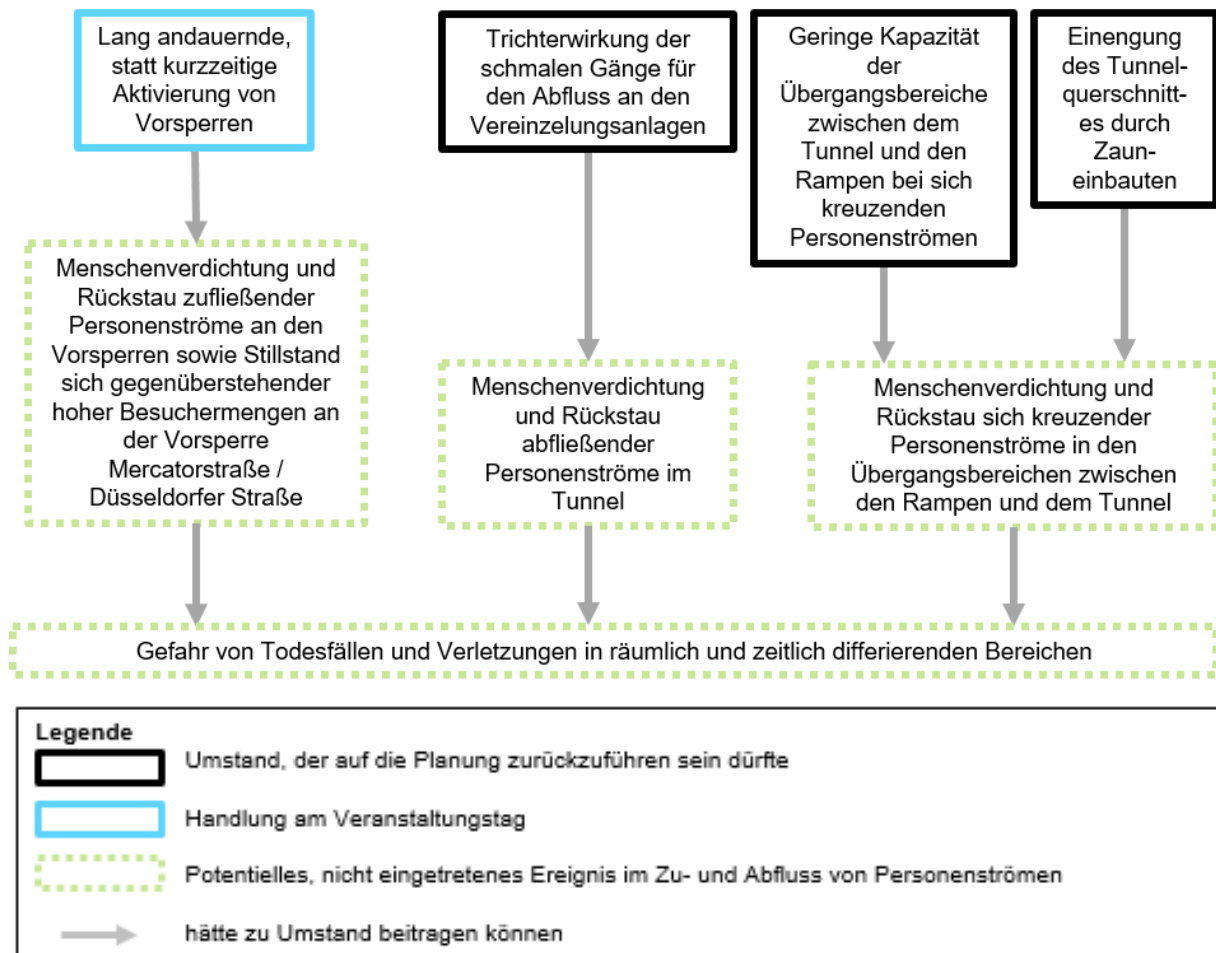 Lang andauernde,
statt kurzzeitige
Aktivierung von
Vorsperren
Trichterwirkung der
schmalen Gänge für
den Abfluss an den
Vereinzelungsanlagen
Geringe Kapazität
der
Übergangsbereiche
zwischen dem
Tunnel und den
Rampen bei sich
kreuzenden
Personenströmen
Einengung
des Tunnel-
querschnitt-
es durch
Zaun-
einbauten
Menschenverdichtung und
Rückstau zufließender
Personenströme an den
Vorsperren sowie Stillstand
sich gegenüberstehender
hoher Besuchermengen an
der Vorsperre
Mercatorstraße /
Düsseldorfer Straße
Menschenverdichtung
und Rückstau
abfließender
Personenströme im
Tunnel
Menschenverdichtung und
Rückstau sich kreuzender
Personenströme in den
Übergangsbereichen zwischen
den Rampen und dem Tunnel
Gefahr von Todesfällen und Verletzungen in räumlich und zeitlich differierenden Bereichen
Legende
Umstand, der auf die Planung zurückzuführen sein dürfte
Handlung am Veranstaltungstag
Potentielles, nicht eingetretenes Ereignis im Zu- und Abfluss von Personenströmen
hätte zu Umstand beitragen können